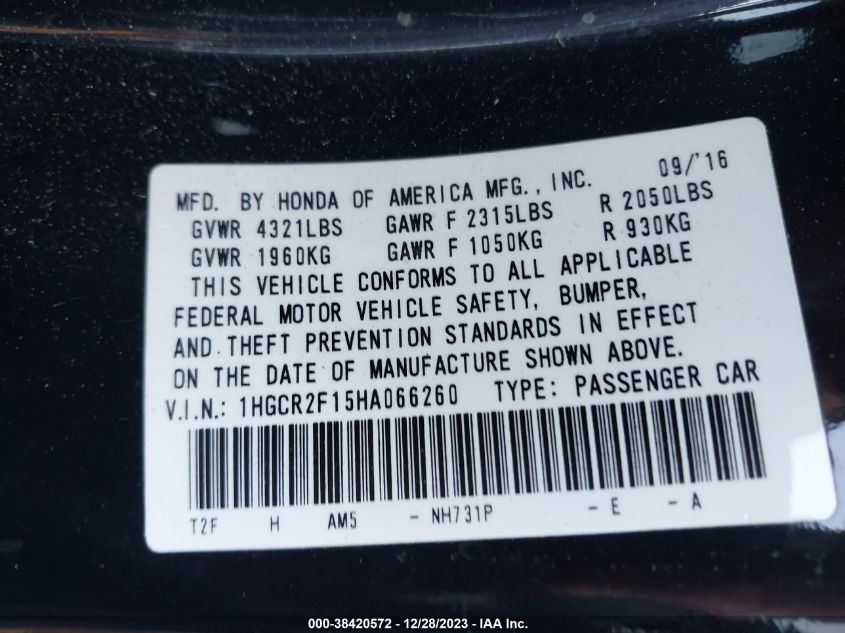 MFD. BY HONDA OF AMERICA MFG., INC. 09/'16
GVWR 4321LBS GAWR F 2315LBS R 2050LBS
GVWR 1960KG GAWR F 1050KG R 930KG
THIS VEHICLE CONFORMS TO ALL APPLICABLE
FEDERAL MOTOR VEHICLE SAFETY, BUMPER,
AND THEFT PREVENTION STANDARDS IN EFFECT
ON THE DATE OF MANUFACTURE SHOWN ABOVE.
V.I.N.: 1HGCR2F15HA066260 TYPE: PASSENGER CAR
T2F H AM5 - NH731P - E - A
000-38420572 - 12/28/2023 - IAA Inc.